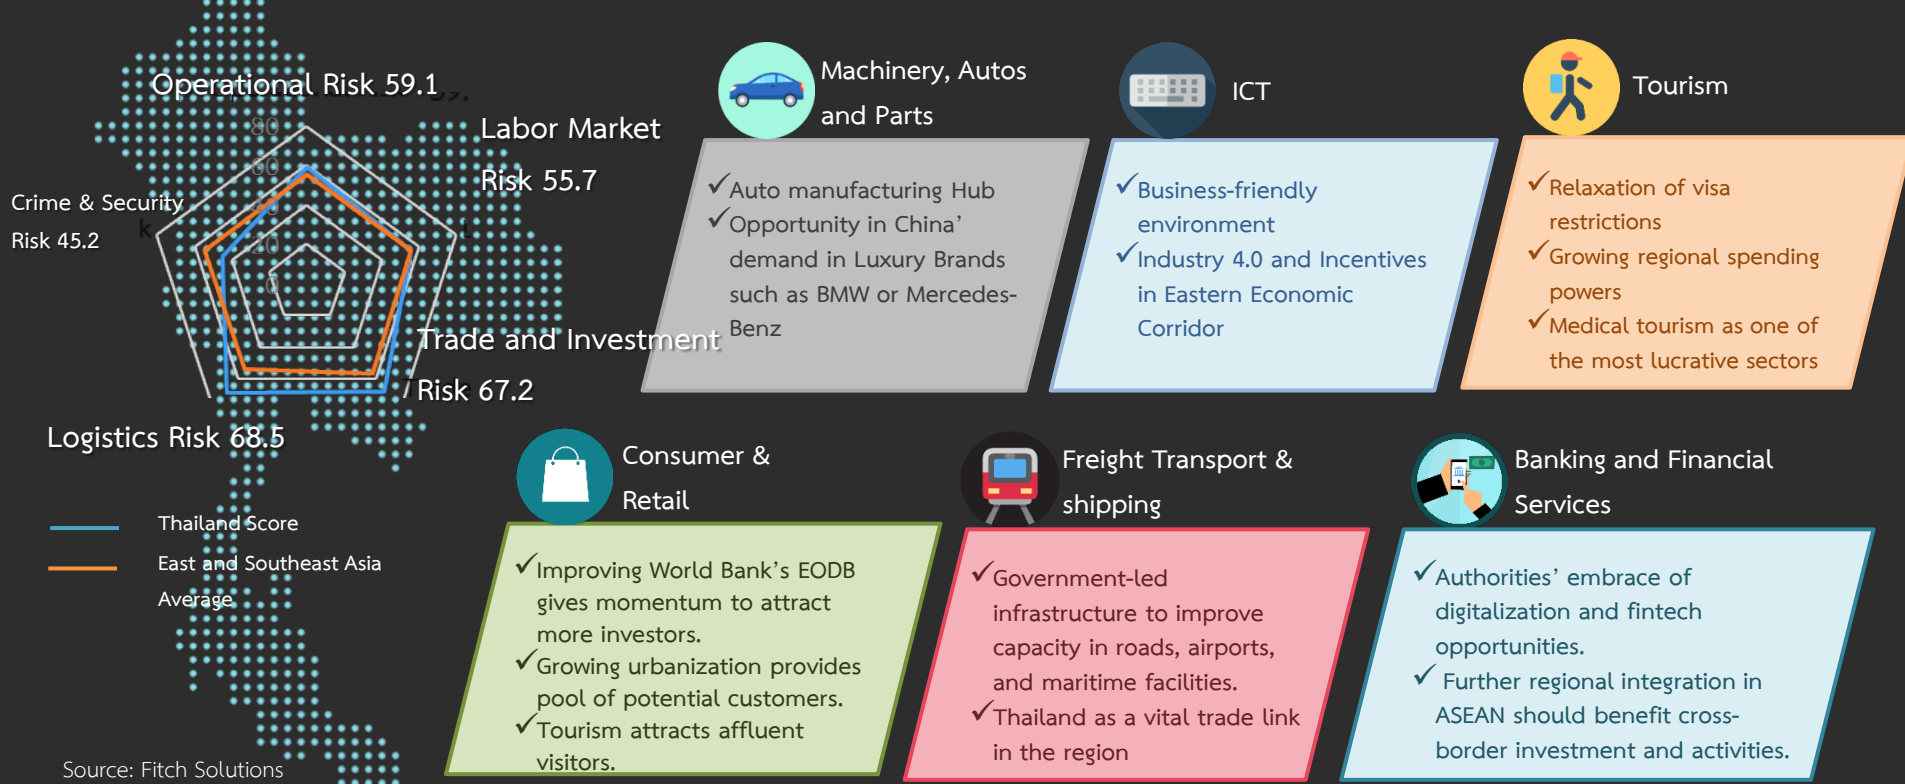 Operational Risk 59.1
80
60
40
20
0
Labor Market
Risk 55.7
Crime & Security
Risk 45.2
Trade and Investment
Risk 67.2
Logistics Risk 68.5
Thailand Score
East and Southeast Asia
Average
Source: Fitch Solutions
Machinery, Autos
and Parts
✓Auto manufacturing Hub
✓Opportunity in China’
demand in Luxury Brands
such as BMW or Mercedes-
Benz
ICT
✓Business-friendly
environment
✓Industry 4.0 and Incentives
in Eastern Economic
Corridor
Tourism
✓Relaxation of visa
restrictions
✓Growing regional spending
powers
✓Medical tourism as one of
the most lucrative sectors
Consumer &
Retail
✓Improving World Bank’s EODB
gives momentum to attract
more investors.
✓Growing urbanization provides
pool of potential customers.
✓Tourism attracts affluent
visitors.
Freight Transport &
shipping
✓Government-led
infrastructure to improve
capacity in roads, airports,
and maritime facilities.
✓Thailand as a vital trade link
in the region
Banking and Financial
Services
✓Authorities’ embrace of
digitalization and fintech
opportunities.
✓ Further regional integration in
ASEAN should benefit cross-
border investment and activities.